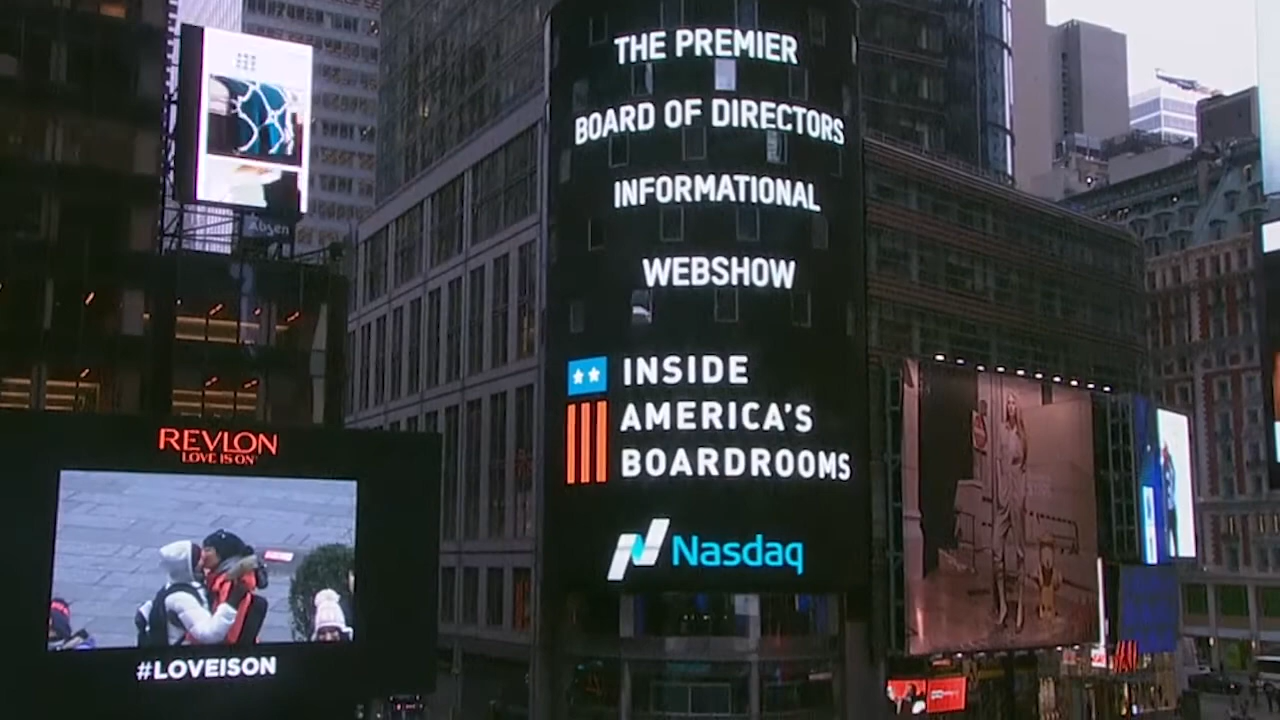 THE PREMIER
BOARD OF DIRECTORS
INFORMATIONAL
WEBSHOW
INSIDE
AMERICA'S
BOARDROOMS
Nasdaq
Absen
REVLON
LOVE IS ON
#LOVEISON